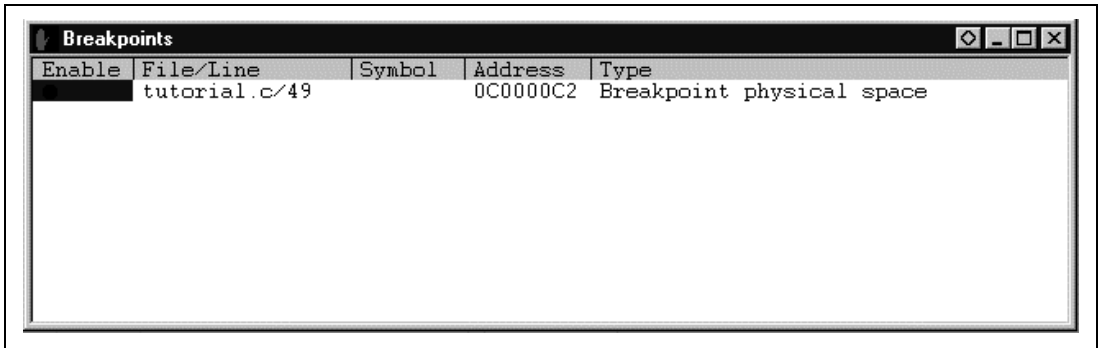 Breakpoints
Enable File/Line Symbol Address Type
tutorial.c/49 0C0000C2 Breakpoint physical space